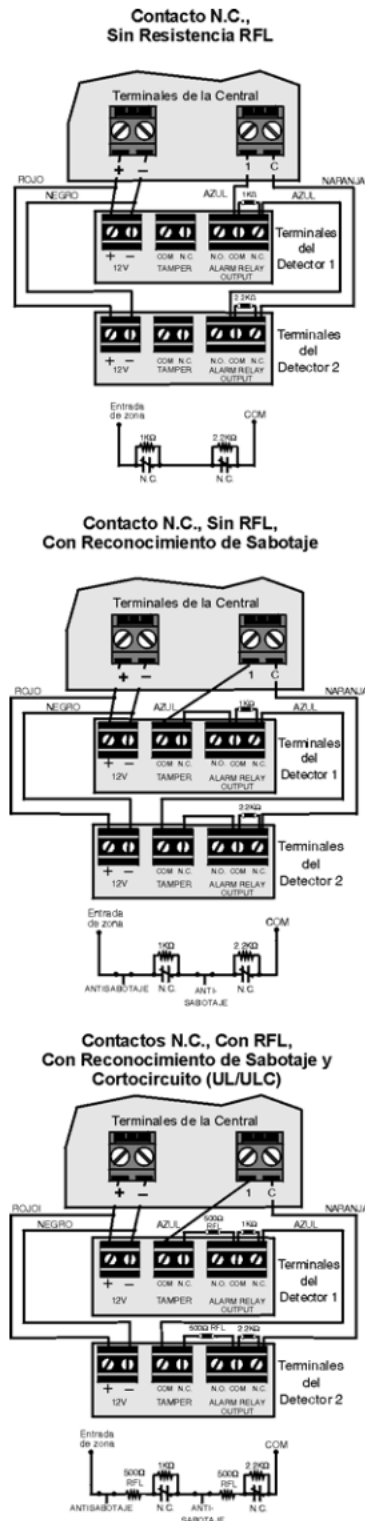 Contacto N.C.,
Sin Resistencia RFL
Terminales de la Central
+ – 1 C
ROJO NARANJA
NEGRO AZUL 1KΩ AZUL
+ – COM N.C. N.O. COM N.C.
12V TAMPER ALARM RELAY
OUTPUT
Terminales
del
Detector 1
2.2KΩ
+ – COM N.C. N.O. COM N.C.
12V TAMPER ALARM RELAY
OUTPUT
Terminales
del
Detector 2
Entrada
de zona
COM
1KΩ 2.2KΩ
N.C. N.C.
Contacto N.C., Sin RFL,
Con Reconocimiento de Sabotaje
Terminales de la Central
+ – 1 C
ROJO NARANJA
NEGRO AZUL 1KΩ AZUL
+ – COM N.C. N.O. COM N.C.
12V TAMPER ALARM RELAY
OUTPUT
Terminales
del
Detector 1
2.2KΩ
+ – COM N.C. N.O. COM N.C.
12V TAMPER ALARM RELAY
OUTPUT
Terminales
del
Detector 2
Entrada
de zona
COM
1KΩ 2.2KΩ
ANTISABOTAJE N.C. ANTI-
SABOTAJE
N.C.
Contactos N.C., Con RFL,
Con Reconocimiento de Sabotaje y
Cortocircuito (UL/ULC)
Terminales de la Central
+ – 1 C
ROJOI NARANJA
NEGRO AZUL 500Ω
RFL
1KΩ AZUL
+ – COM N.C. N.O. COM N.C.
12V TAMPER ALARM RELAY
OUTPUT
Terminales
del
Detector 1
500Ω RFL 2.2KΩ
+ – COM N.C. N.O. COM N.C.
12V TAMPER ALARM RELAY
OUTPUT
Terminales
del
Detector 2
Entrada
de zona
COM
500Ω
RFL
1KΩ
500Ω
RFL
2.2KΩ
ANTISABOTAJE N.C. ANTI-
SABOTAJE
N.C.